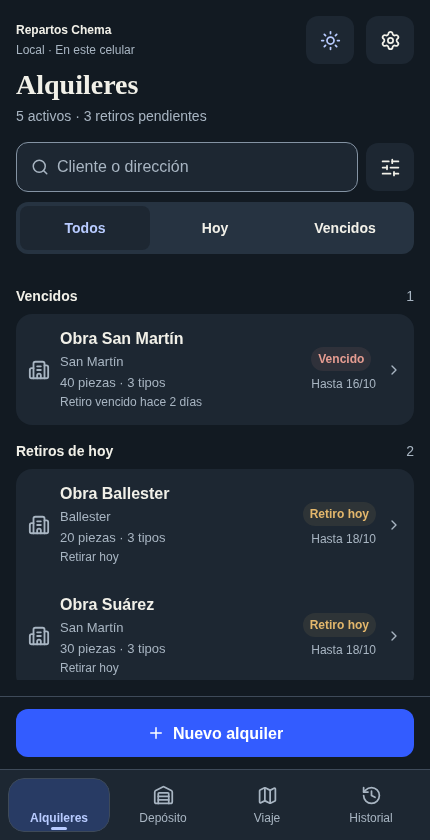 Repartos Chema
Local · En este celular
Alquileres
5 activos · 3 retiros pendientes
Cliente o dirección
Todos Hoy Vencidos
Vencidos 1
Obra San Martín
San Martín
40 piezas · 3 tipos
Retiro vencido hace 2 días
Vencido
Hasta 16/10
Retiros de hoy 2
Obra Ballester
Ballester
20 piezas · 3 tipos
Retirar hoy
Retiro hoy
Hasta 18/10
Obra Suárez
San Martín
30 piezas · 3 tipos
Retirar hoy
Retiro hoy
Hasta 18/10
Nuevo alquiler
Alquileres Depósito Viaje Historial